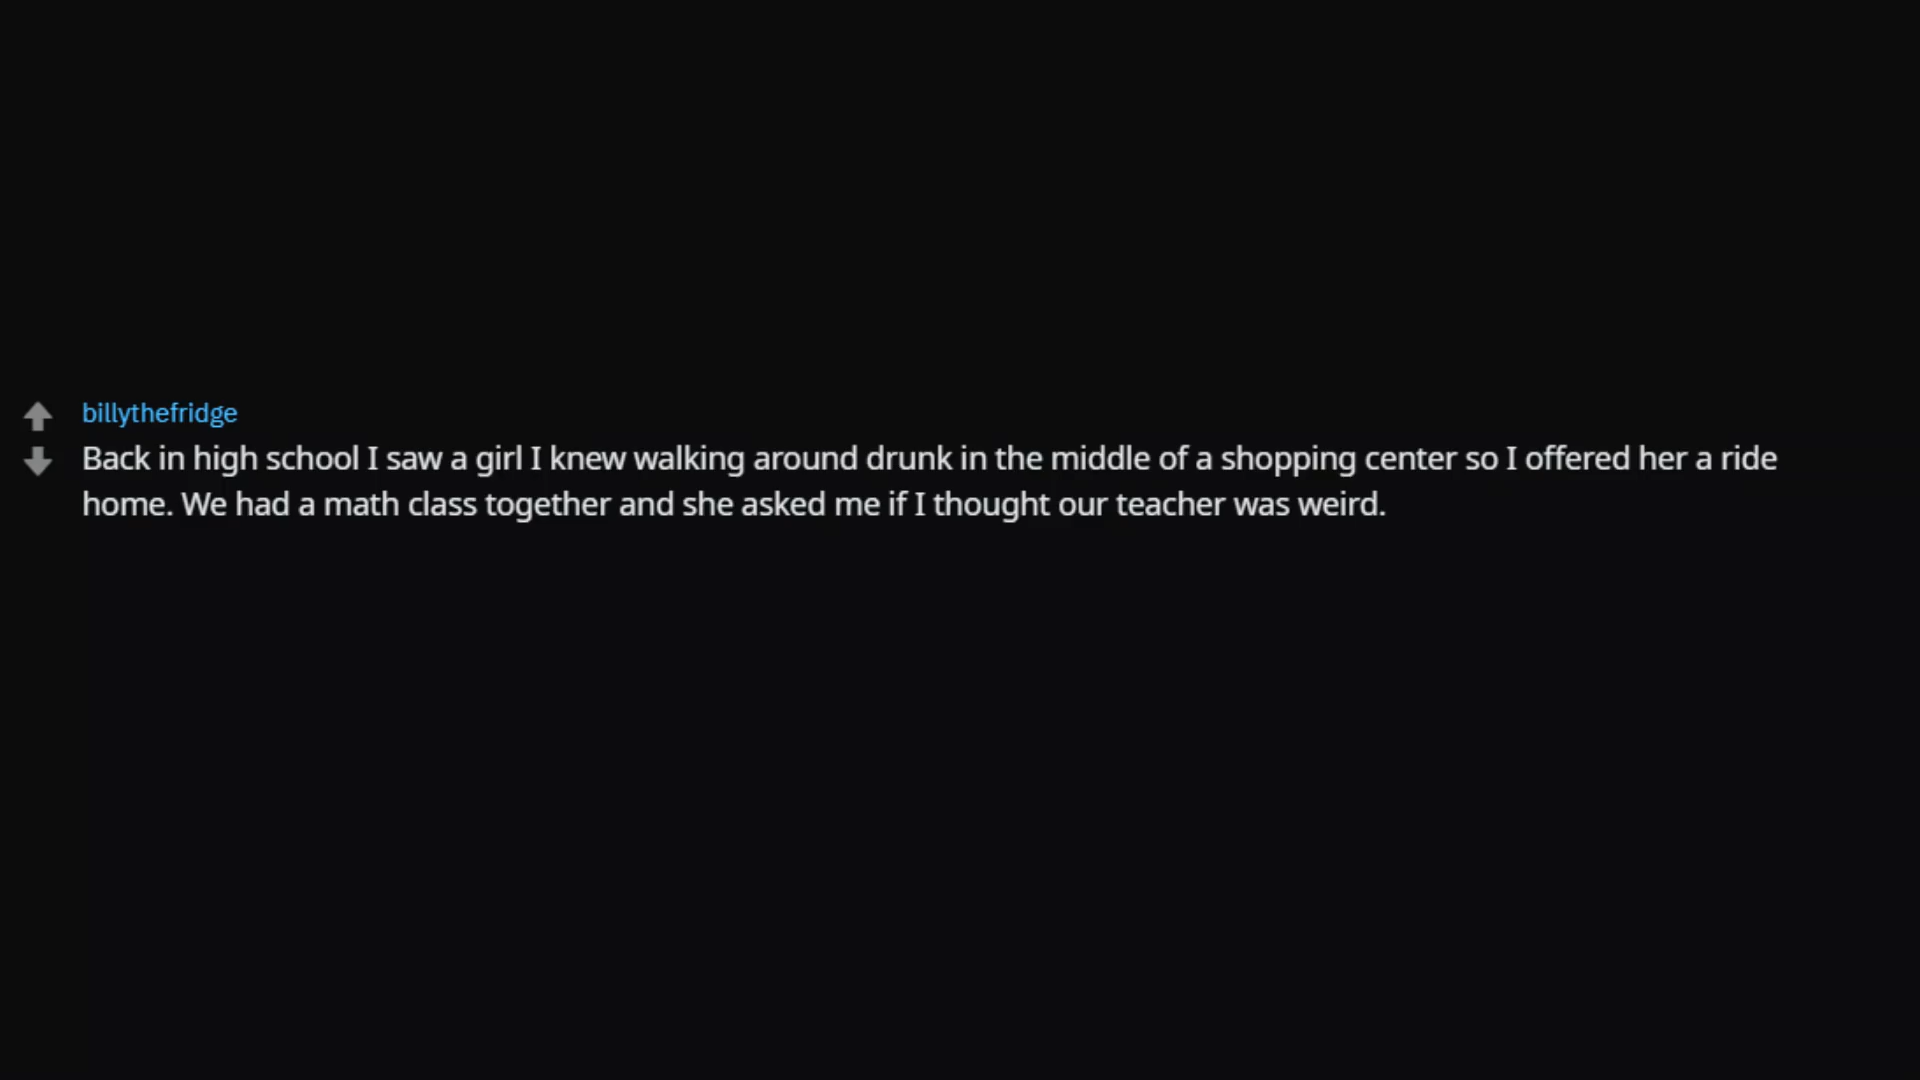 billythefridge
Back in high school I saw a girl I knew walking around drunk in the middle of a shopping center so I offered her a ride
home. We had a math class together and she asked me if I thought our teacher was weird.